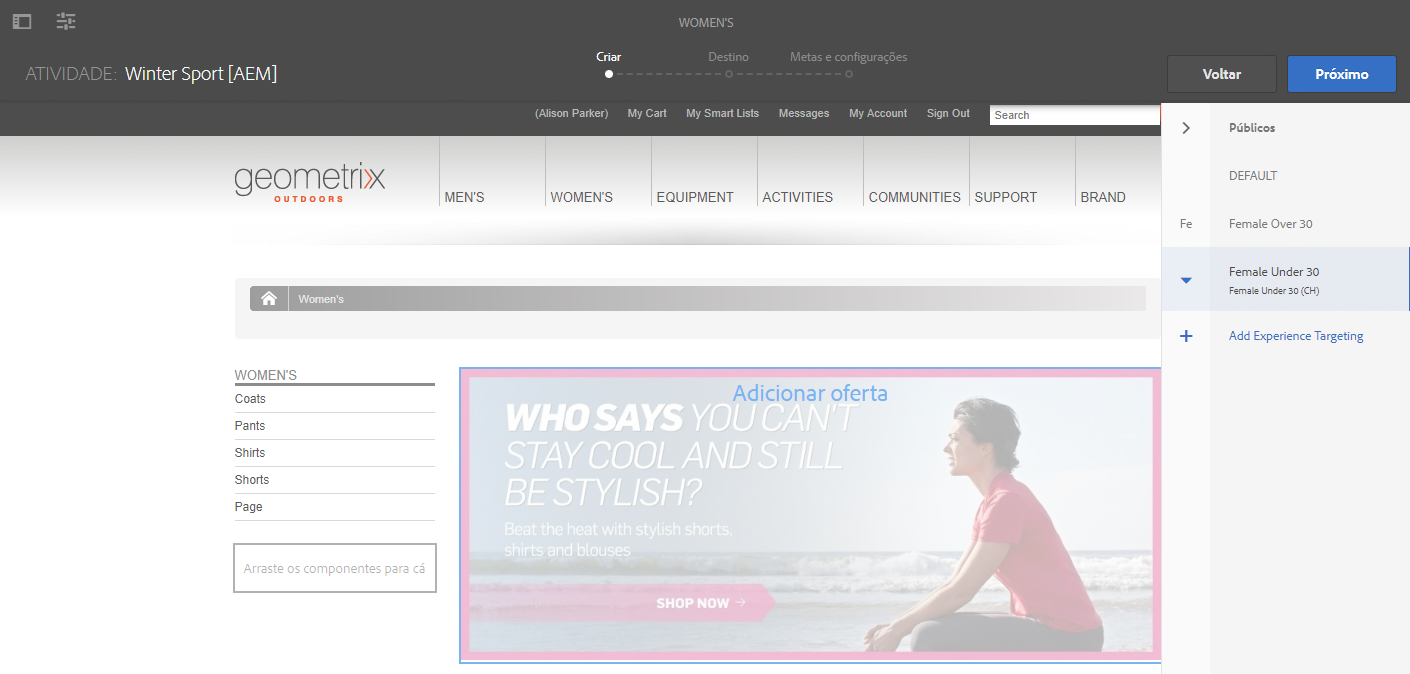 WOMEN'S
Criar
Destino
Metas e configurações
ATIVIDADE: Winter Sport [AEM]
Voltar
Próximo
(Alison Parker)
My Cart
My Smart Lists
Messages
My Account
Sign Out
Search
geometrixx
OUTDOORS
MEN'S
WOMEN'S
EQUIPMENT
ACTIVITIES
COMMUNITIES
SUPPORT
BRAND
Women's
WOMEN'S
Coats
Pants
Shirts
Shorts
Page
Arraste os componentes para cá
Adicionar oferta
WHO SAYS YOU CAN'T
STAY COOL AND STILL
BE STYLISH?
Beat the heat with stylish shorts,
shirts and blouses
SHOP NOW →
Públicos
DEFAULT
Fe
Female Over 30
Female Under 30
Female Under 30 (CH)
Add Experience Targeting